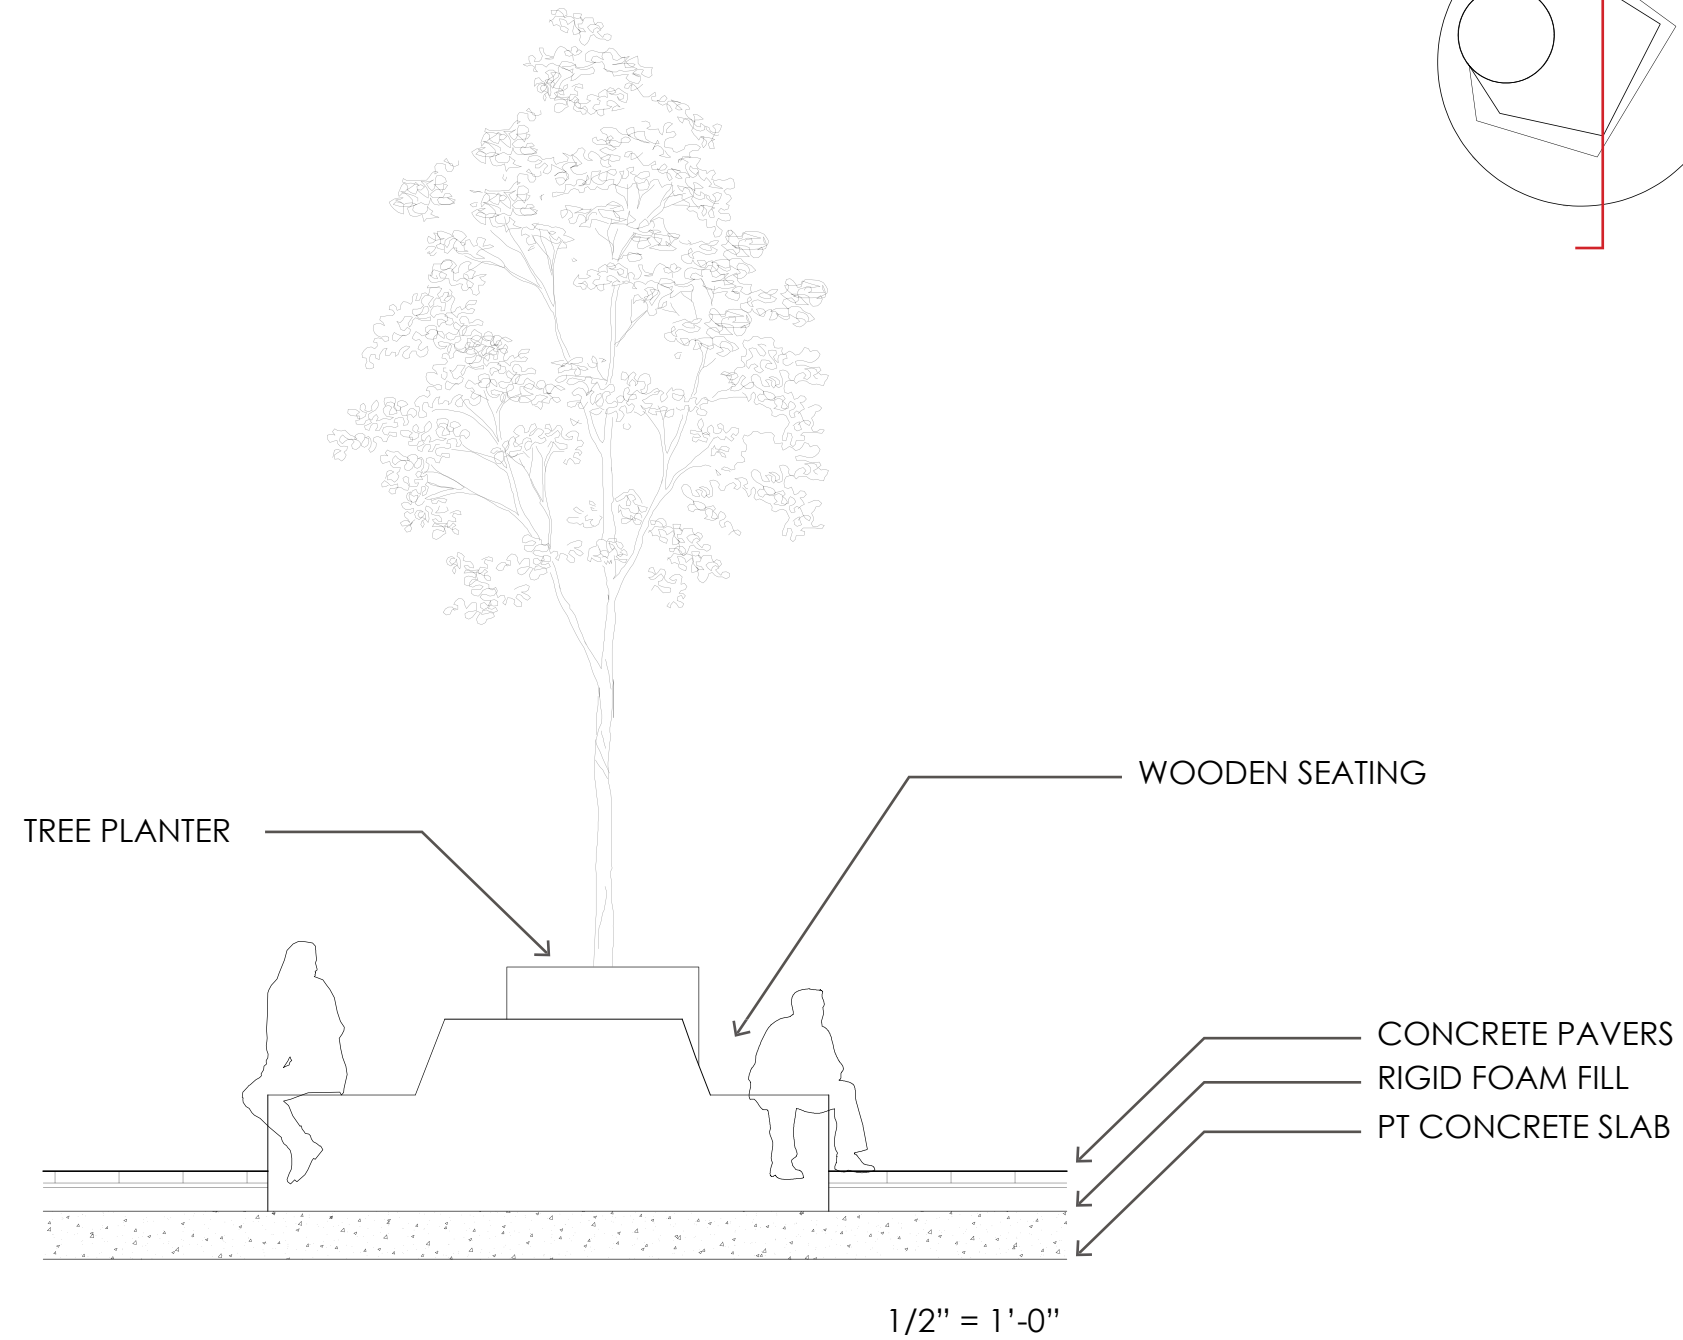 WOODEN SEATING
TREE PLANTER
CONCRETE PAVERS
RIGID FOAM FILL
PT CONCRETE SLAB
1/2” = 1’-0”